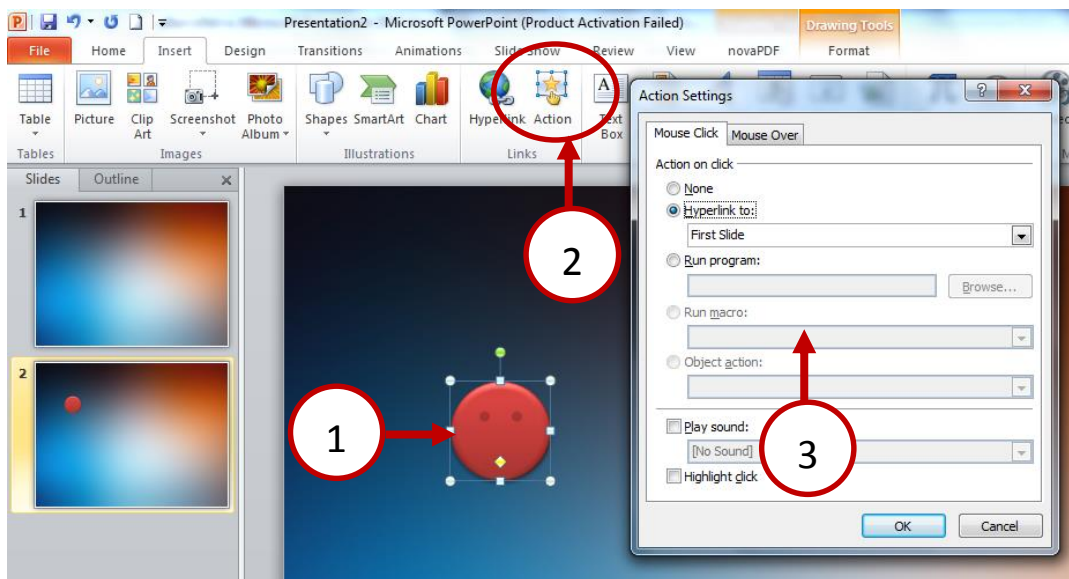 Presentation2 - Microsoft PowerPoint (Product Activation Failed)
Drawing Tools
File Home Insert Design Transitions Animations Slide Show Review View novaPDF Format
Table Picture Clip Art Screenshot Photo Album Shapes SmartArt Chart Hyperlink Action Text Box
Tables Images Illustrations Links
Slides Outline
1
2
1
2
3
Action Settings
Mouse Click Mouse Over
Action on click
None
Hyperlink to:
First Slide
Run program:
Browse...
Run macro:
Object action:
Play sound:
[No Sound]
Highlight click
OK Cancel